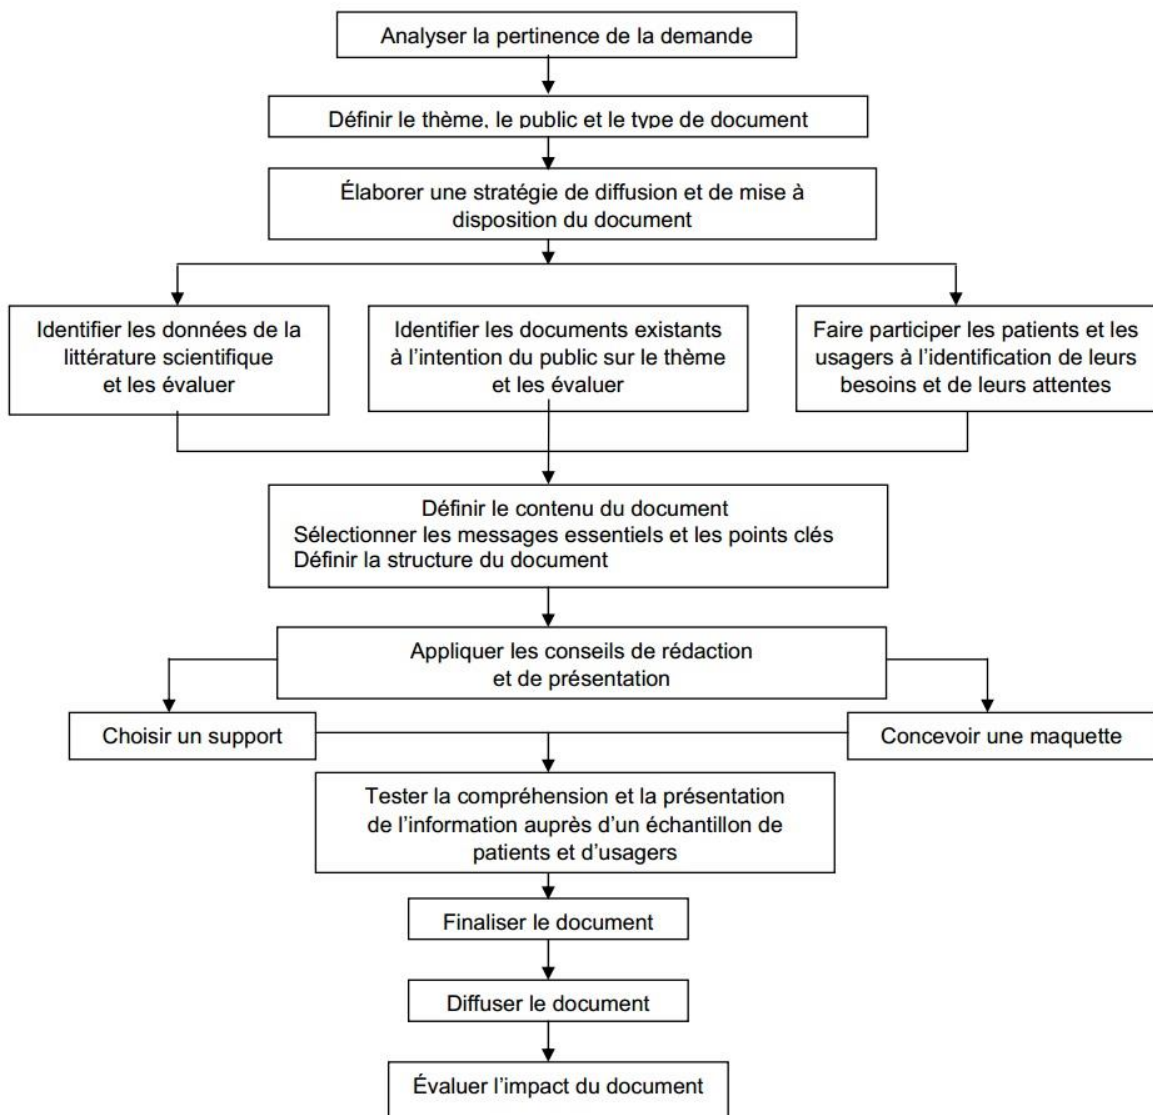 Analyser la pertinence de la demande
Définir le thème, le public et le type de document
Élaborer une stratégie de diffusion et de mise à
disposition du document
Identifier les données de la
littérature scientifique
et les évaluer
Identifier les documents existants
à l'intention du public sur le thème
et les évaluer
Faire participer les patients et les
usagers à l'identification de leurs
besoins et de leurs attentes
Définir le contenu du document
Sélectionner les messages essentiels et les points clés
Définir la structure du document
Appliquer les conseils de rédaction
et de présentation
Choisir un support
Concevoir une maquette
Tester la compréhension et la présentation
de l'information auprès d'un échantillon de
patients et d'usagers
Finaliser le document
Diffuser le document
Évaluer l'impact du document